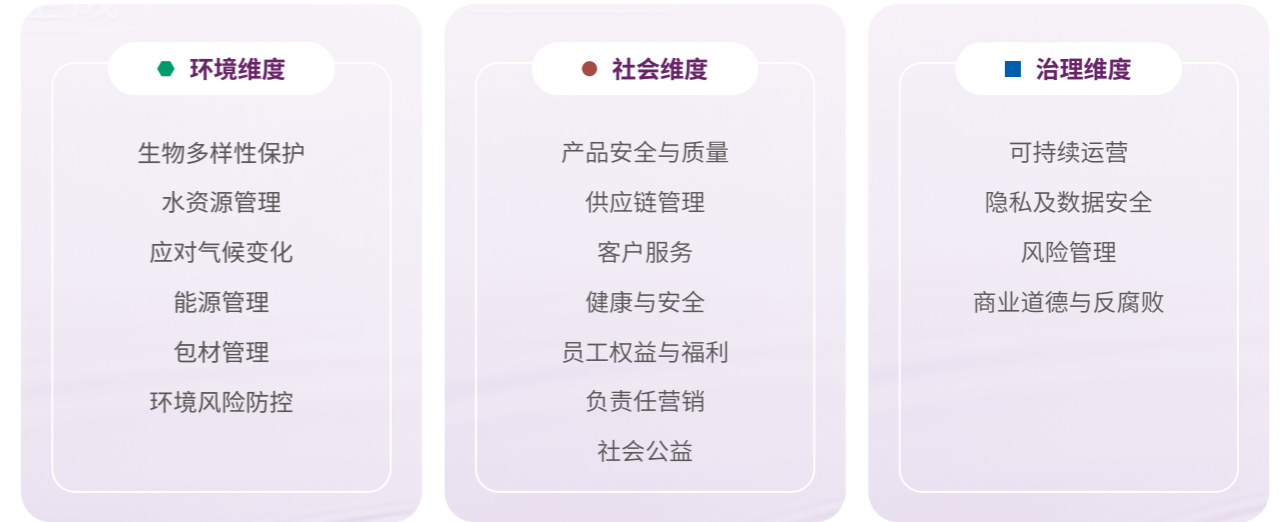 环境维度
生物多样性保护
水资源管理
应对气候变化
能源管理
包材管理
环境风险防控
社会维度
产品安全与质量
供应链管理
客户服务
健康与安全
员工权益与福利
负责任营销
社会公益
治理维度
可持续运营
隐私及数据安全
风险管理
商业道德与反腐败